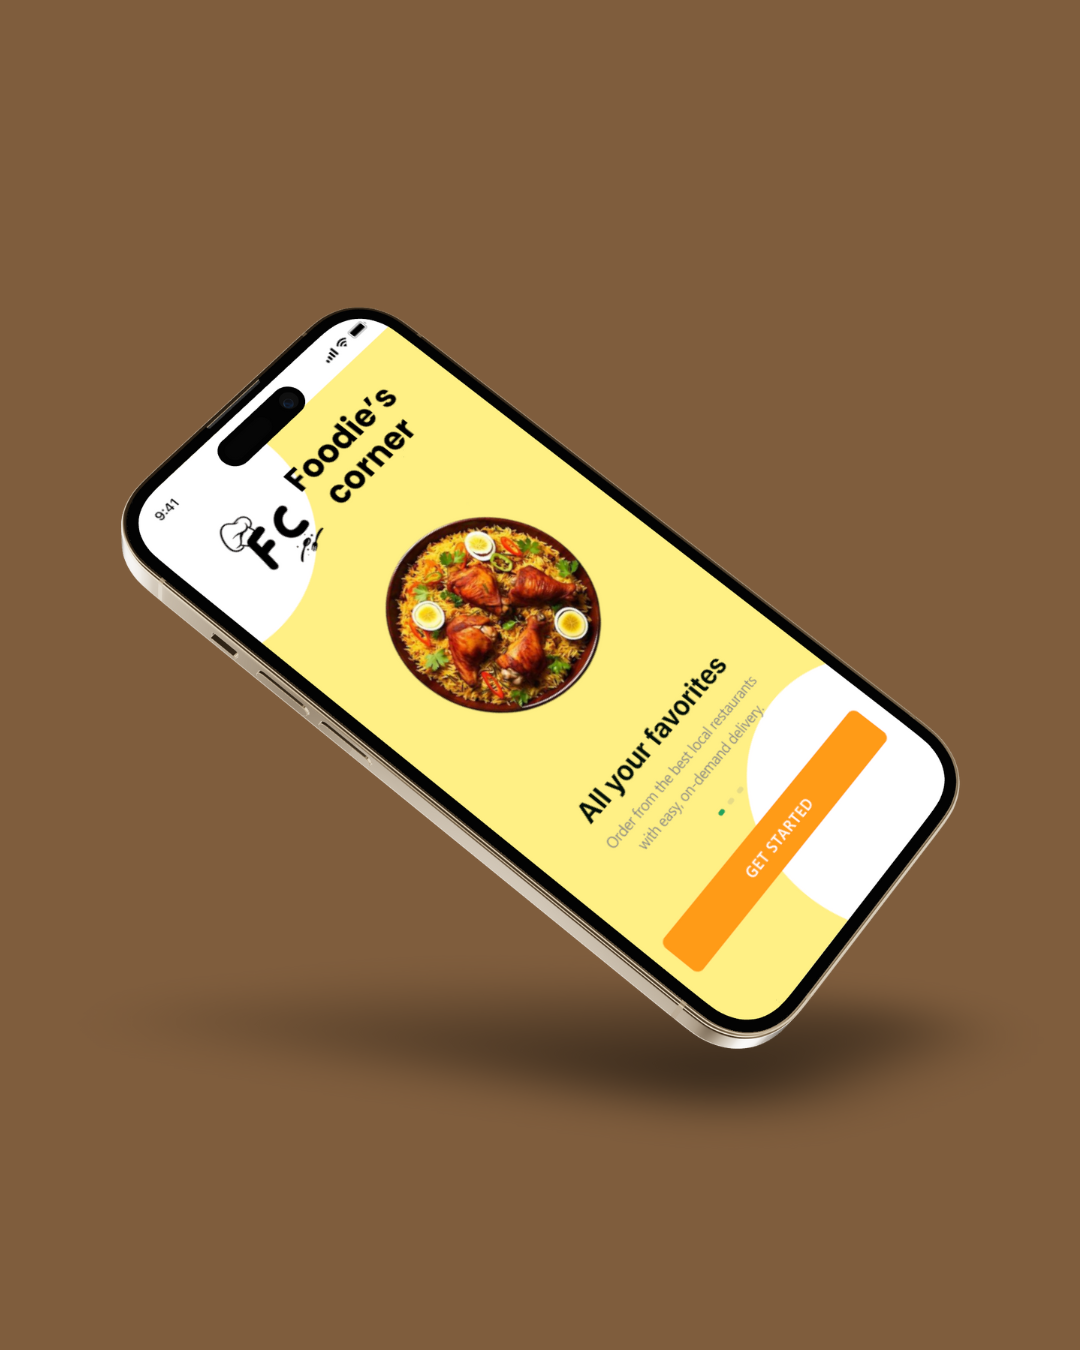 9:41
FC
Foodie's
corner
All your favorites
Order from the best local restaurants
with easy, on-demand delivery.
GET STARTED